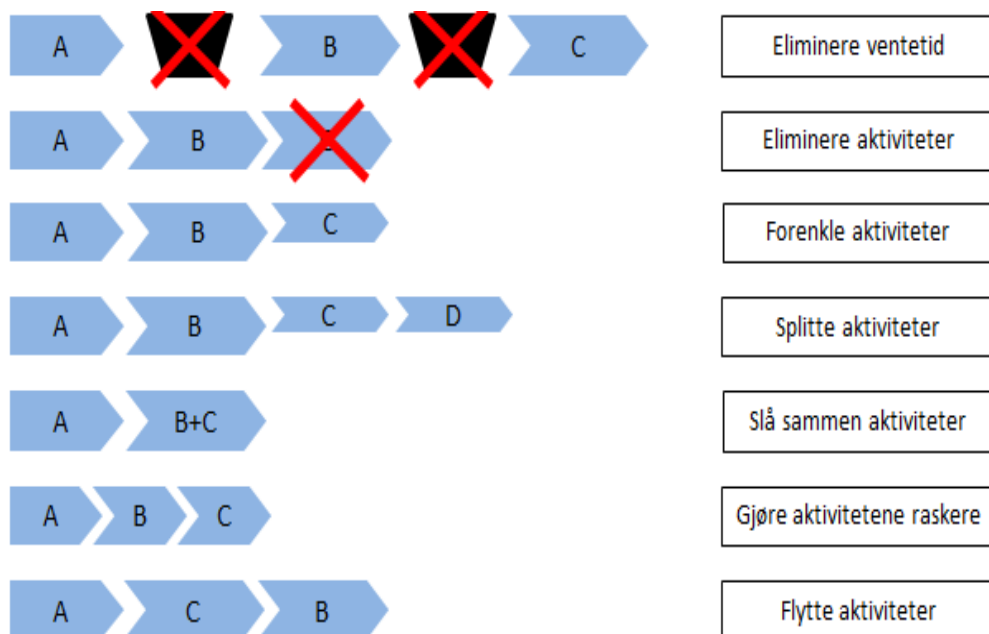 A B C Eliminere ventetid
A B Eliminere aktiviteter
A B C Forenkle aktiviteter
A B C D Splitte aktiviteter
A B+C Slå sammen aktiviteter
A B C Gjøre aktivitetene raskere
A C B Flytte aktiviteter